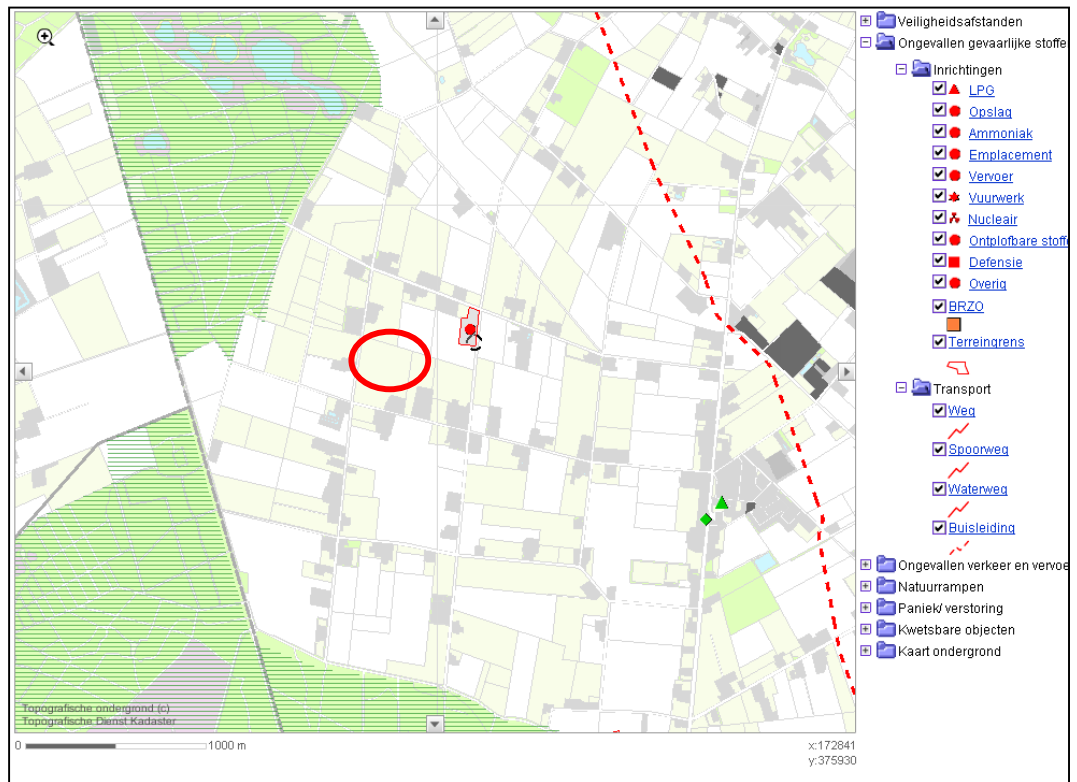 Veiligheidsafstanden
Ongevallen gevaarlijke stoffe
Inrichtingen
LPG
Opslag
Ammoniak
Emplacement
Vervoer
Vuurwerk
Nucleair
Ontplofbare stoff
Defensie
Overig
BRZO
Terreingrens
Transport
Weg
Spoorweg
Waterweg
Buisleiding
Ongevallen verkeer en vervoe
Natuurrampen
Paniek/ verstoring
Kwetsbare objecten
Kaart ondergrond
Topografische ondergrond (c)
Topografische Dienst Kadaster
0 1000 m
x:172841
y:375930